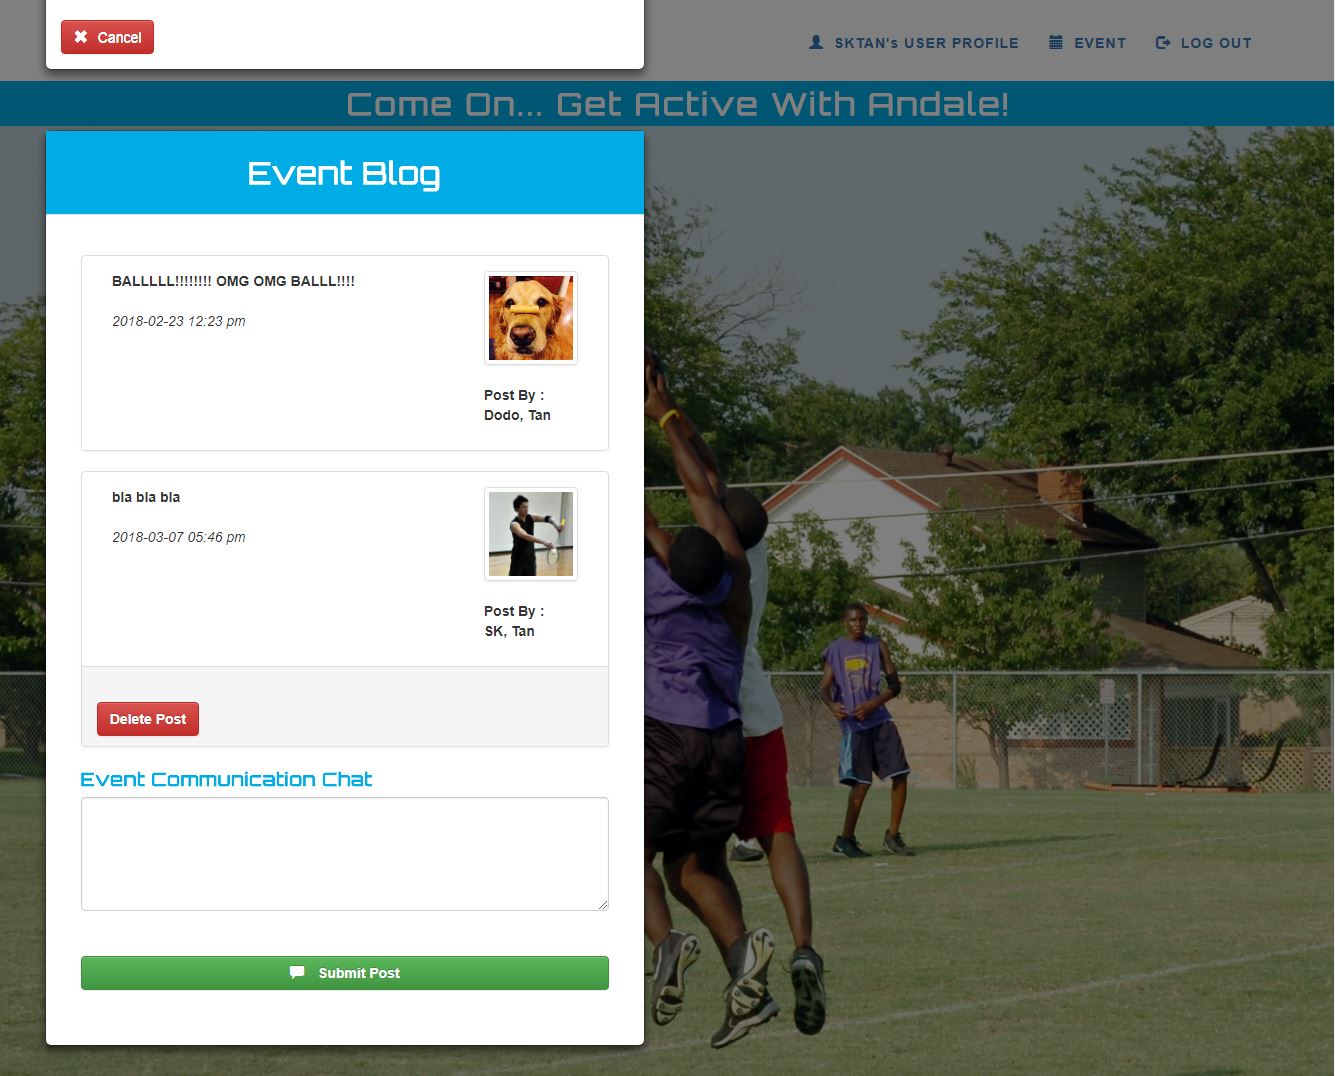 Cancel
SKTAN's USER PROFILE
EVENT
LOG OUT
Come On... Get Active With Andale!
Event Blog
BALLLLL!!!!!!!! OMG OMG BALLL!!!!
2018-02-23 12:23 pm
Post By :
Dodo, Tan
bla bla bla
2018-03-07 05:46 pm
Post By :
SK, Tan
Delete Post
Event Communication Chat
Submit Post